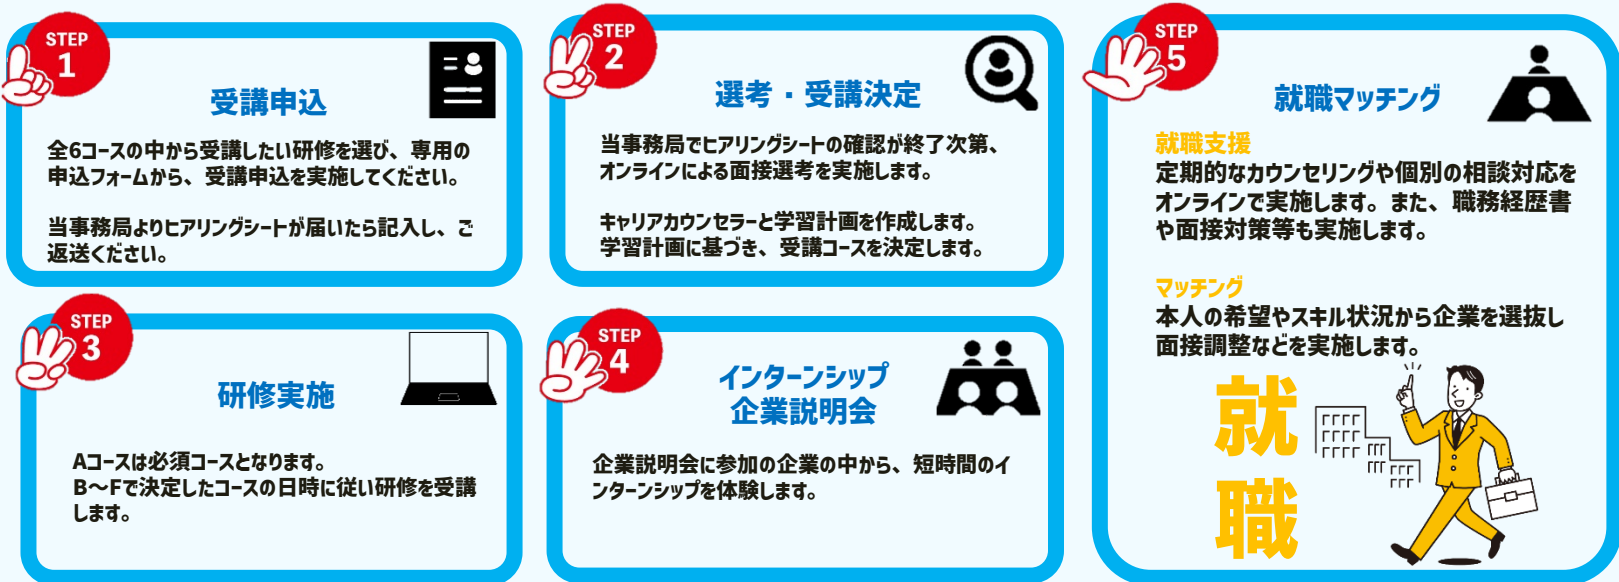 STEP
1
受講申込
全6コースの中から受講したい研修を選び、専用の
申込フォームから、受講申込を実施してください。
当事務局よりヒアリングシートが届いたら記入し、ご
返送ください。
STEP
2
選考・受講決定
当事務局でヒアリングシートの確認が終了次第、
オンラインによる面接選考を実施します。
キャリアカウンセラーと学習計画を作成します。
学習計画に基づき、受講コースを決定します。
STEP
3
研修実施
Aコースは必須コースとなります。
B～Fで決定したコースの日時に従い研修を受講
します。
STEP
4
インターンシップ
企業説明会
企業説明会に参加の企業の中から、短時間のイ
ンターンシップを体験します。
STEP
5
就職マッチング
就職支援
定期的なカウンセリングや個別の相談対応を
オンラインで実施します。また、職務経歴書
や面接対策等も実施します。
マッチング
本人の希望やスキル状況から企業を選抜し
面接調整などを実施します。
就
職